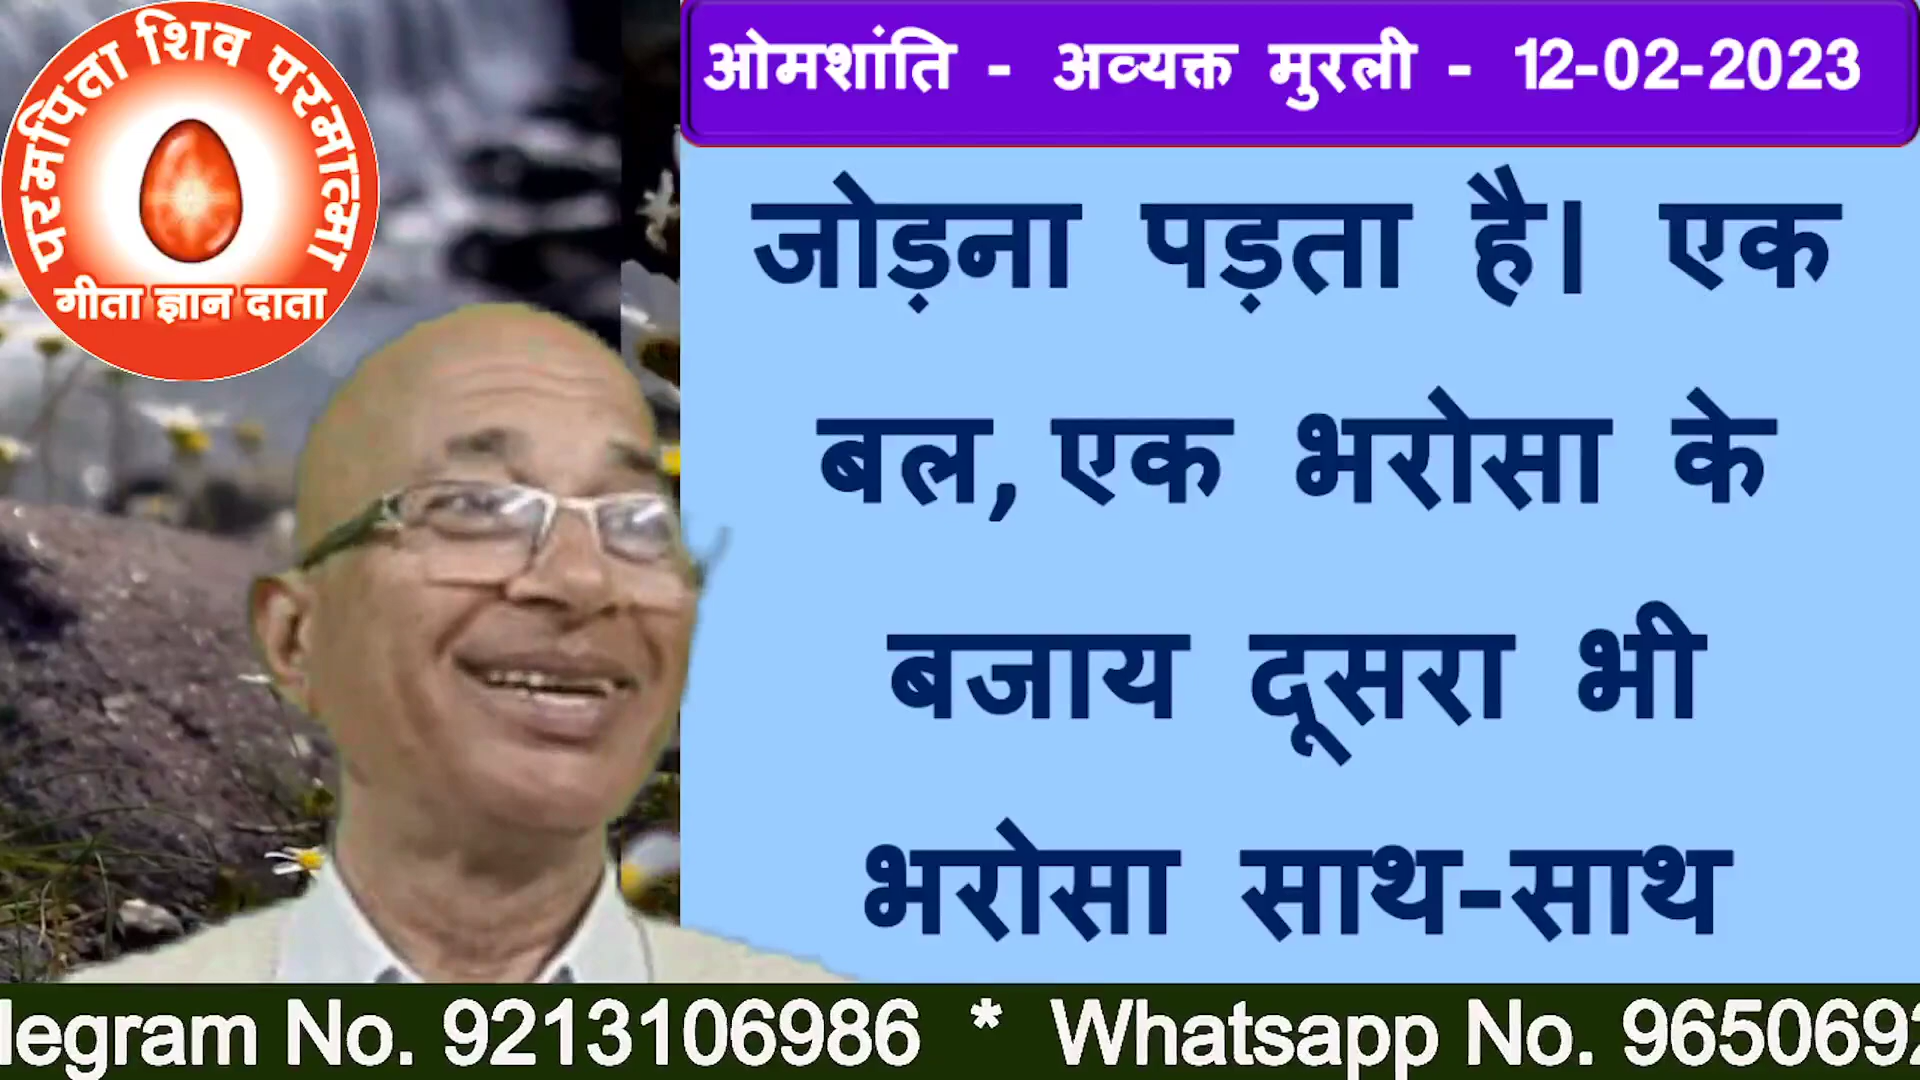 परमपिता शिव परमात्मा
गीता ज्ञान दाता
ओमशांति - अव्यक्त मुरली - 12-02-2023
जोड़ना पड़ता है। एक
बल, एक भरोसा के
बजाय दूसरा भी
भरोसा साथ-साथ
legram No. 9213106986 * Whatsapp No. 965069